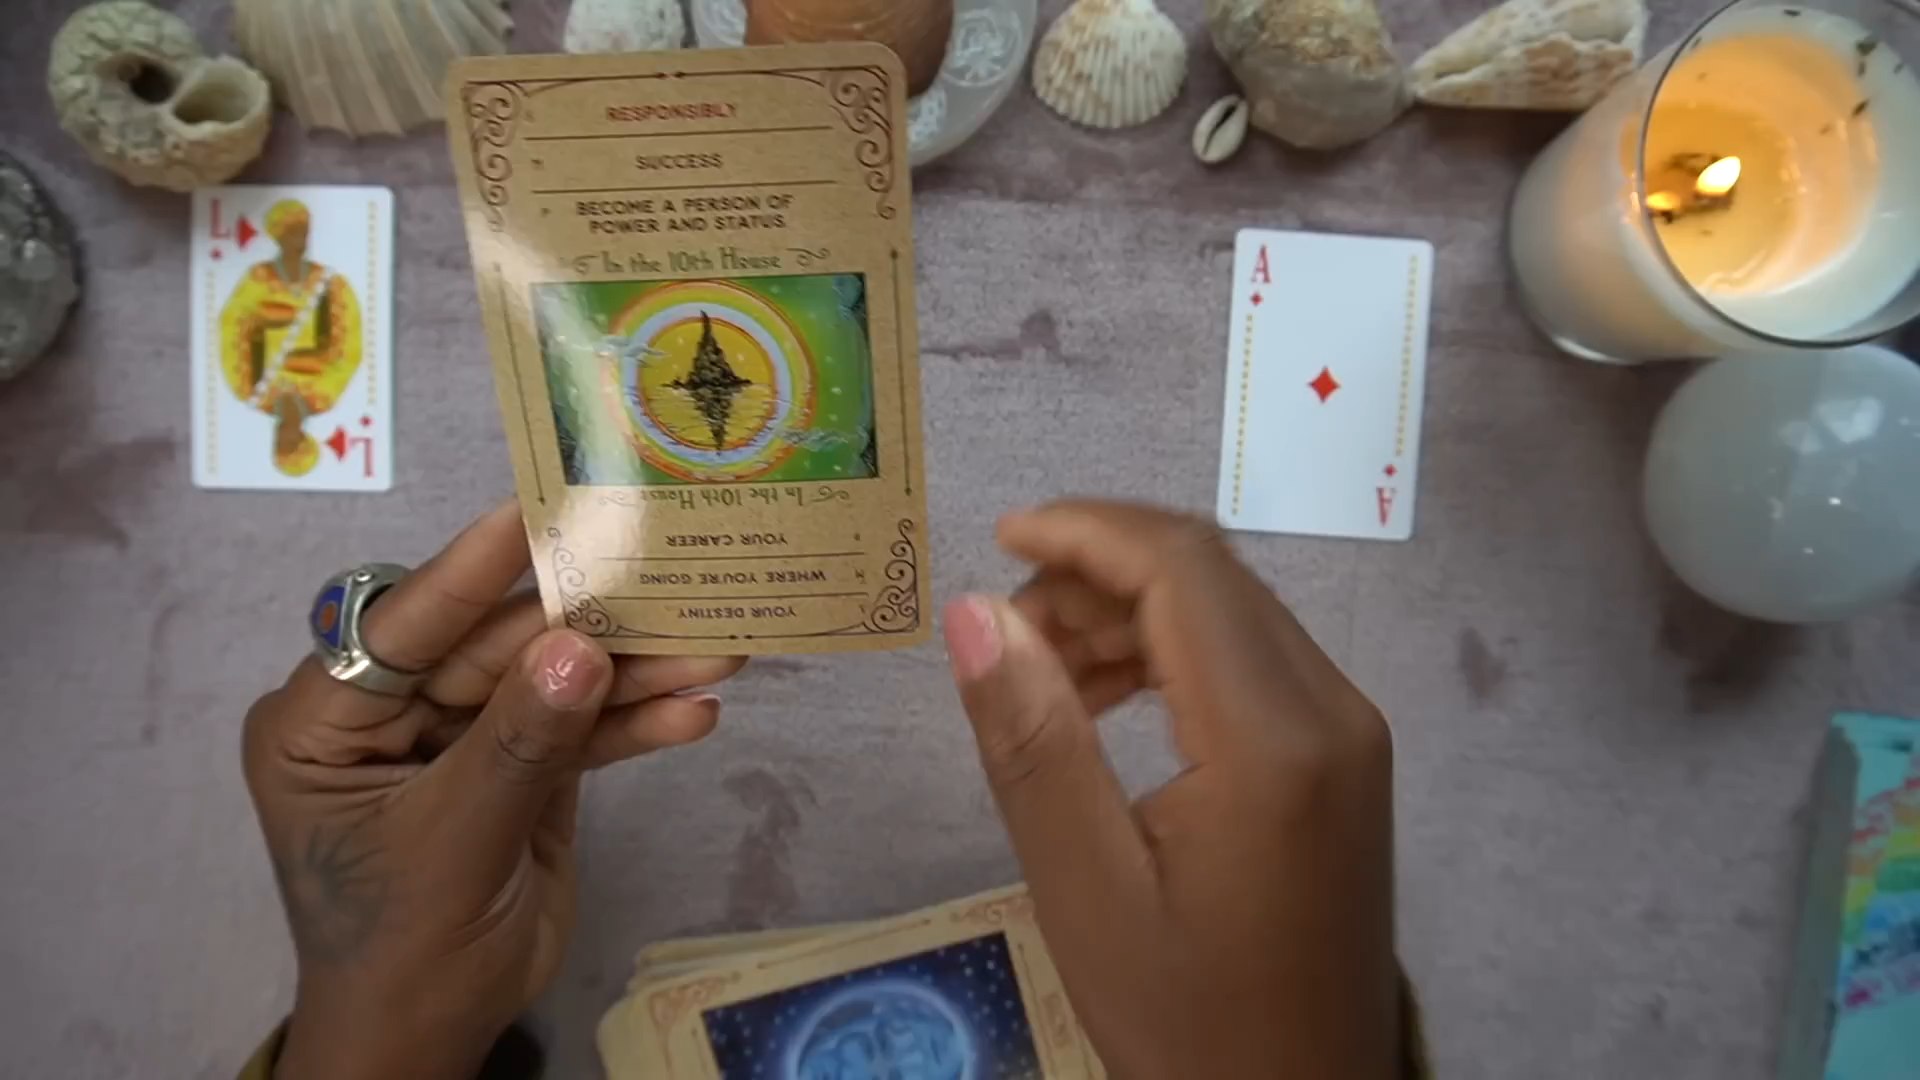 RESPONSIBLY
SUCCESS
BECOME A PERSON OF
POWER AND STATUS
In the 10th House
In the 10th House
YOUR CAREER
WHERE YOU'RE GOING
YOUR DESTINY
L
L
A
A